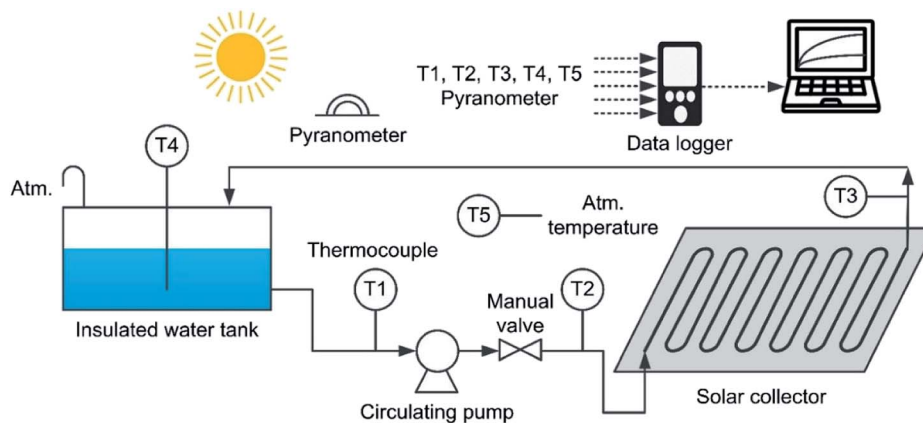 T1, T2, T3, T4, T5
Pyranometer
Pyranometer
Data logger
T4
Atm.
T3
T5
Atm.
temperature
Thermocouple
T1
T2
Manual
valve
Insulated water tank
Circulating pump
Solar collector